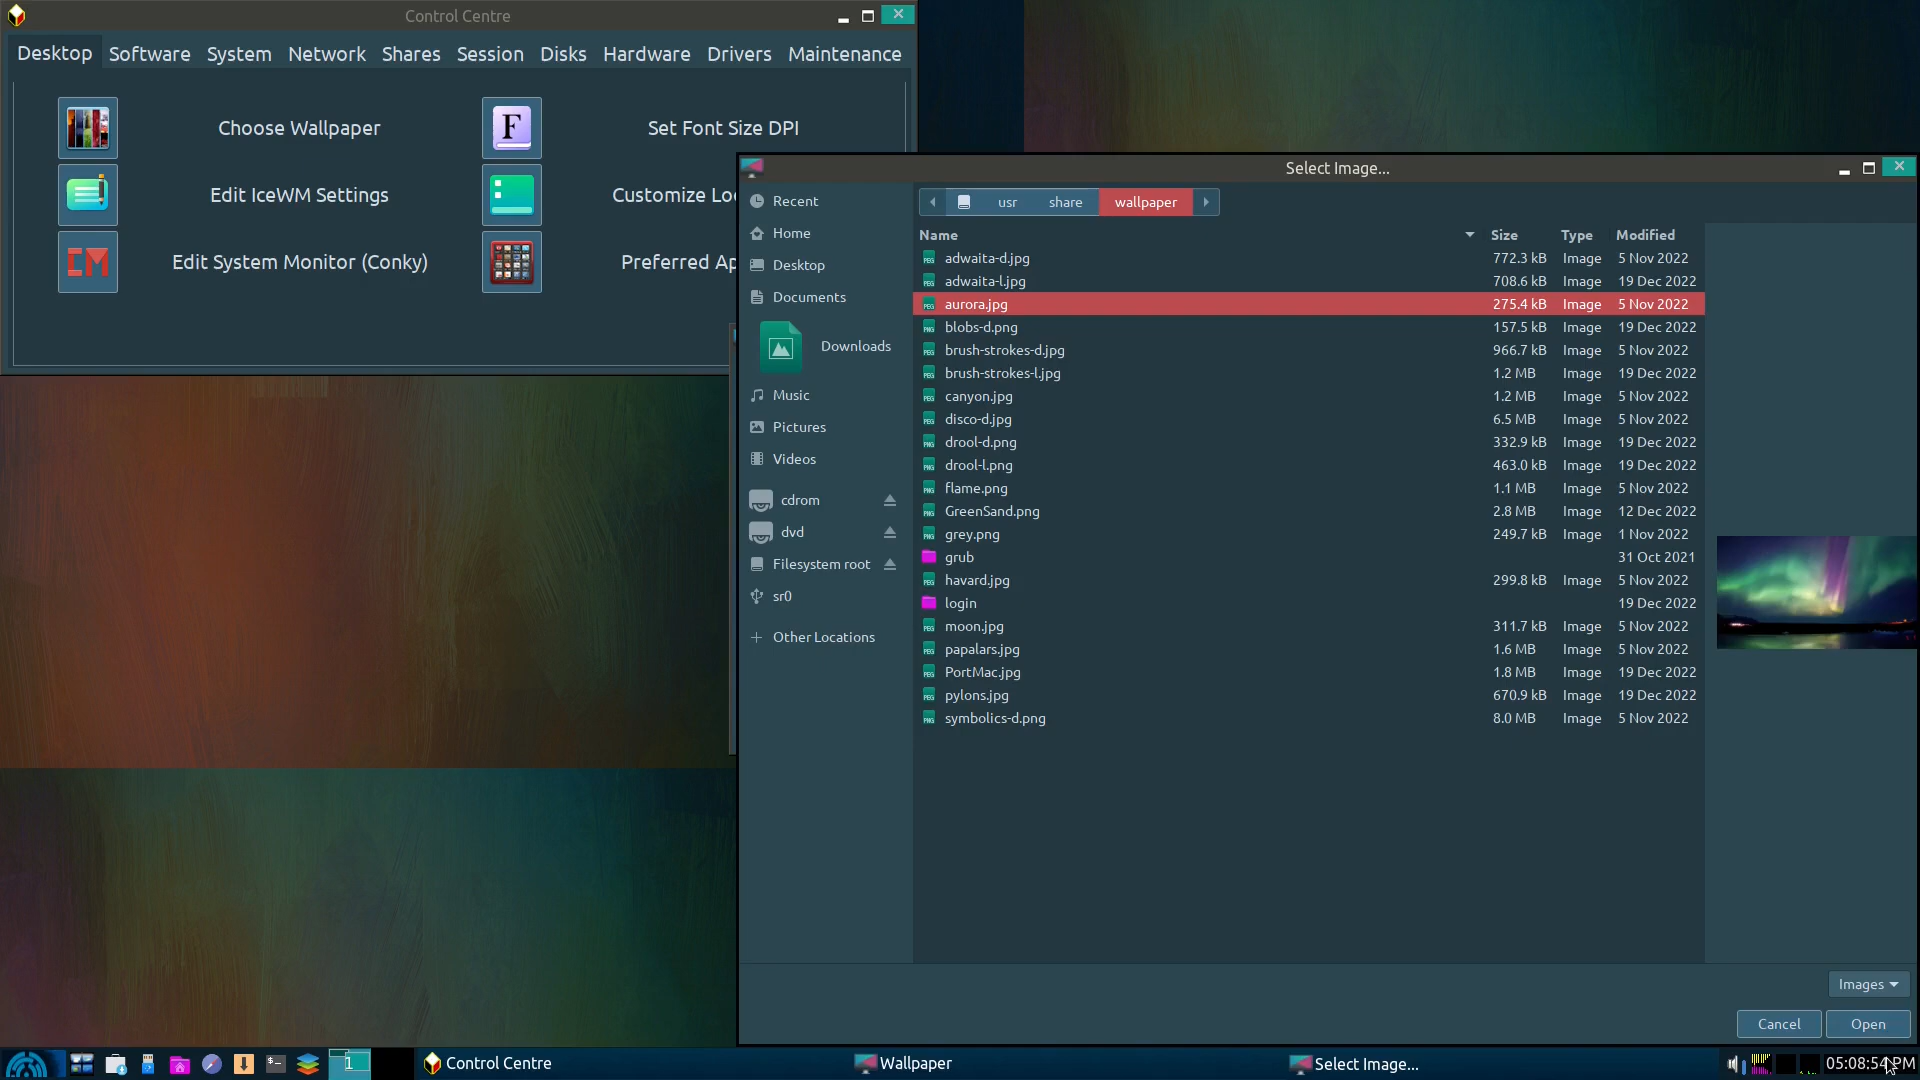 Control Centre
Desktop Software System Network Shares Session Disks Hardware Drivers Maintenance
Choose Wallpaper
F
Set Font Size DPI
Edit IceWM Settings
Customize Lo
Edit System Monitor (Conky)
Preferred Ap
Select Image...
Recent
Home
Desktop
Documents
Downloads
Music
Pictures
Videos
cdrom
dvd
Filesystem root
sr0
Other Locations
usr share wallpaper
Name Size Type Modified
adwaita-d.jpg 772.3 kB Image 5 Nov 2022
adwaita-l.jpg 708.6 kB Image 19 Dec 2022
aurora.jpg 275.4 kB Image 5 Nov 2022
blobs-d.png 157.5 kB Image 19 Dec 2022
brush-strokes-d.jpg 966.7 kB Image 5 Nov 2022
brush-strokes-l.jpg 1.2 MB Image 19 Dec 2022
canyon.jpg 1.2 MB Image 5 Nov 2022
disco-d.jpg 6.5 MB Image 5 Nov 2022
drool-d.png 332.9 kB Image 19 Dec 2022
drool-l.png 463.0 kB Image 19 Dec 2022
flame.png 1.1 MB Image 5 Nov 2022
GreenSand.png 2.8 MB Image 12 Dec 2022
grey.png 249.7 kB Image 1 Nov 2022
grub 31 Oct 2021
havard.jpg 299.8 kB Image 5 Nov 2022
login 19 Dec 2022
moon.jpg 311.7 kB Image 5 Nov 2022
papalars.jpg 1.6 MB Image 5 Nov 2022
PortMac.jpg 1.8 MB Image 19 Dec 2022
pylons.jpg 670.9 kB Image 19 Dec 2022
symbolics-d.png 8.0 MB Image 5 Nov 2022
Images
Cancel Open
1 Control Centre Wallpaper Select Image... 05:08:54 PM